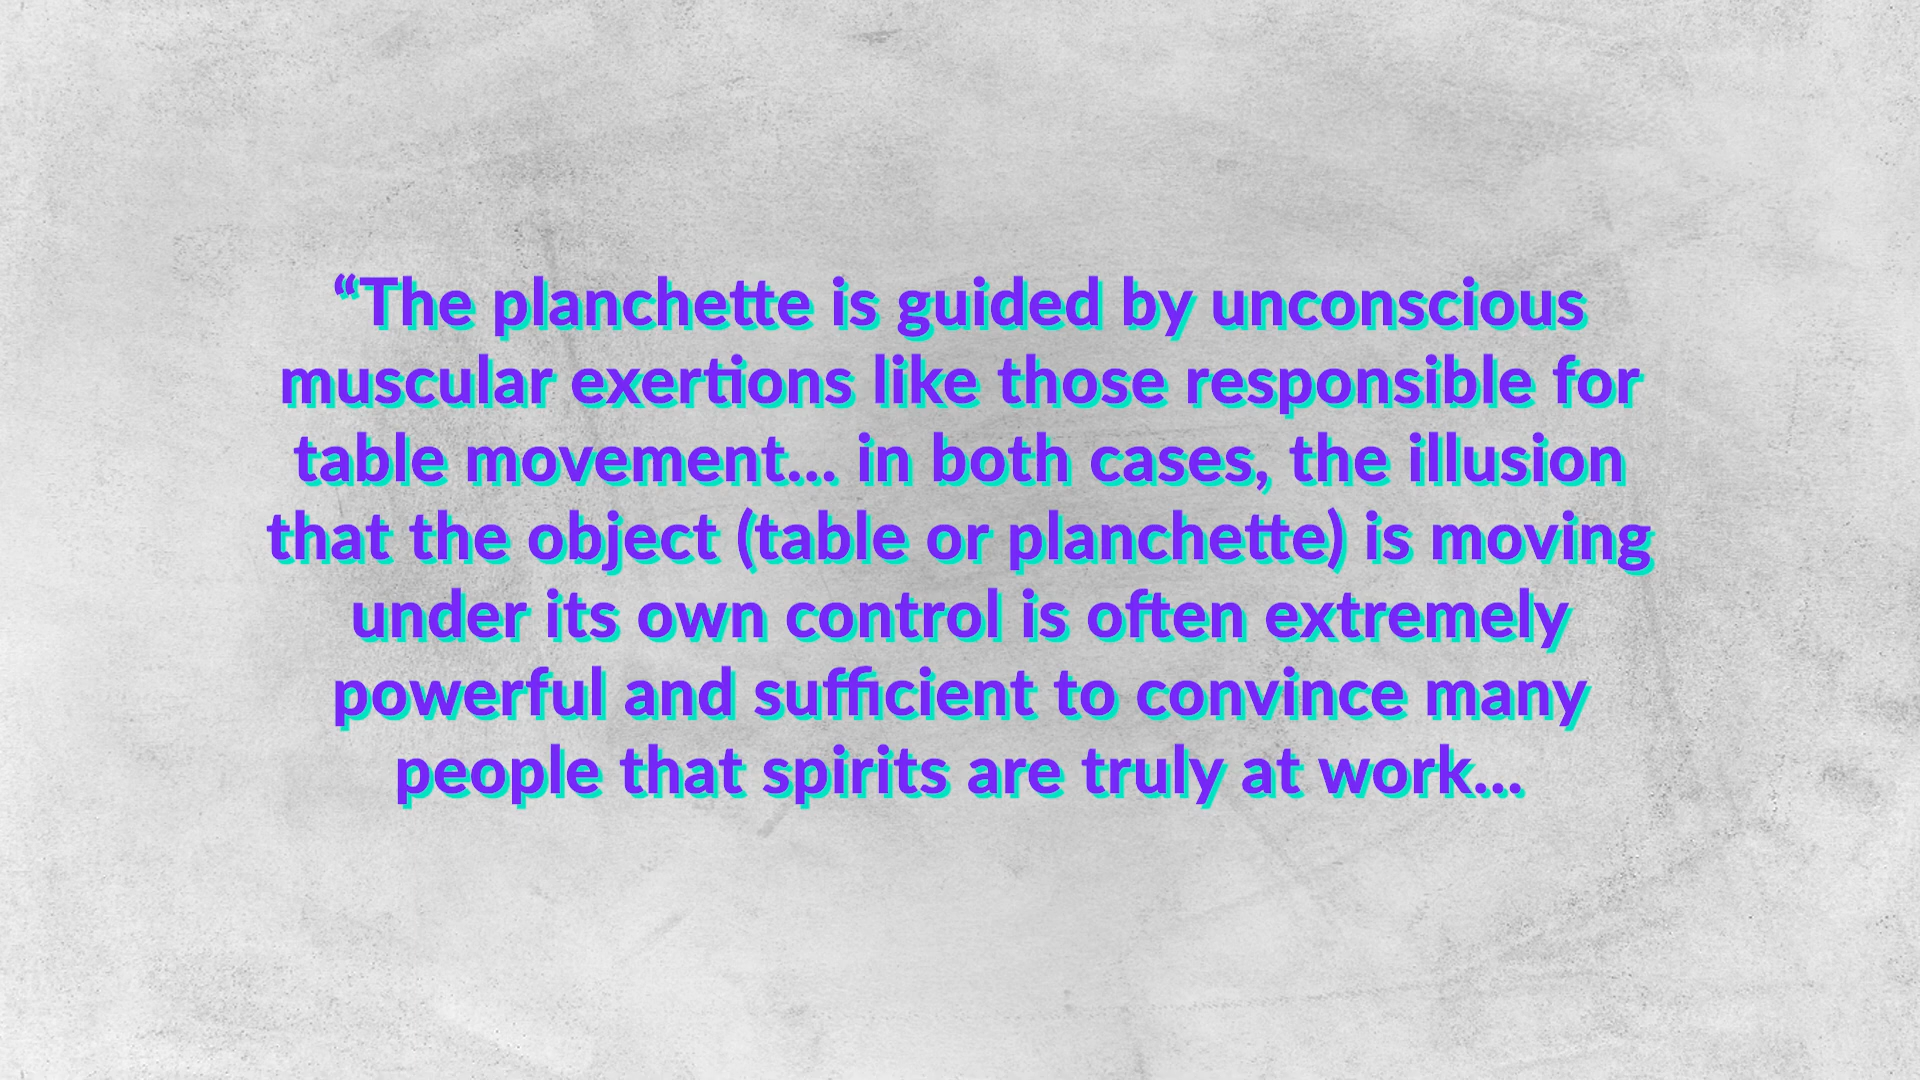 “The planchette is guided by unconscious
muscular exertions like those responsible for
table movement... in both cases, the illusion
that the object (table or planchette) is moving
under its own control is often extremely
powerful and sufficient to convince many
people that spirits are truly at work...